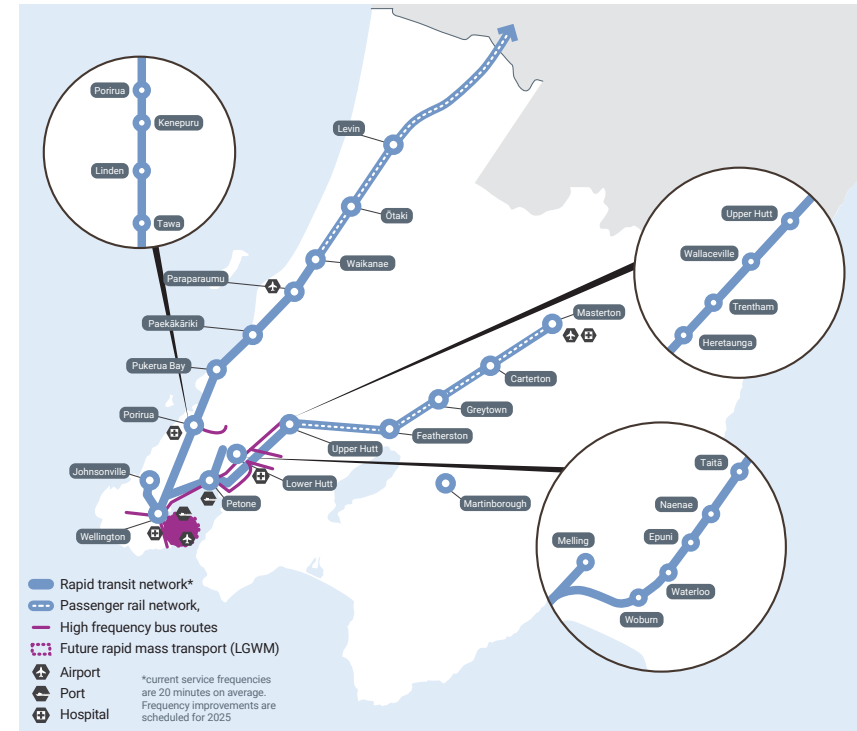 Porirua
Kenepuru
Linden
Tawa
Levin
Ōtaki
Waikanae
Paraparaumu
Paekākāriki
Pukerua Bay
Porirua
Johnsonville
Wellington
Petone
Lower Hutt
Upper Hutt
Featherston
Greytown
Carterton
Masterton
Martinborough
Upper Hutt
Wallaceville
Trentham
Heretaunga
Taitā
Naenae
Epuni
Melling
Waterloo
Woburn
Rapid transit network*
Passenger rail network,
High frequency bus routes
Future rapid mass transport (LGWM)
Airport
Port
Hospital
*current service frequencies
are 20 minutes on average.
Frequency improvements are
scheduled for 2025